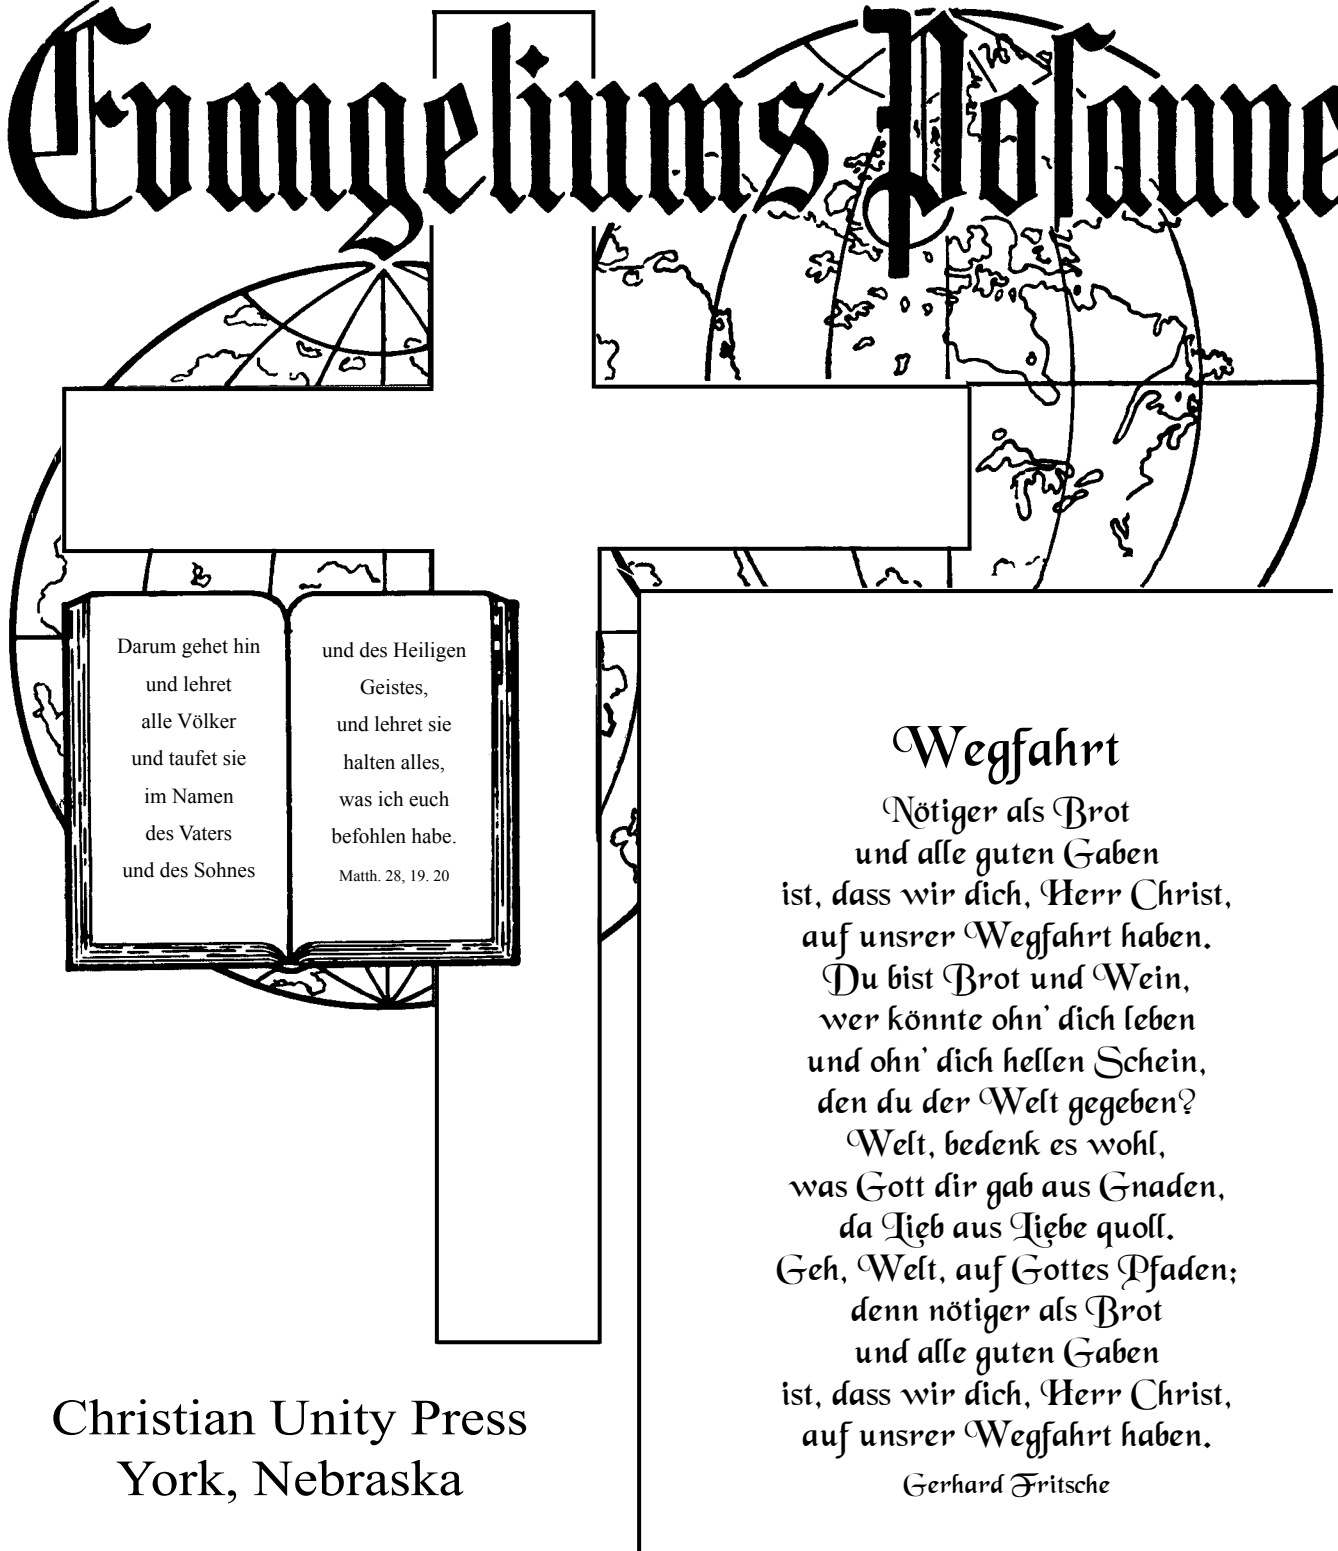 Evangeliums Posaune
Darum gehet hin
und lehret
alle Völker
und taufet sie
im Namen
des Vaters
und des Sohnes
und des Heiligen
Geistes,
und lehret sie
halten alles,
was ich euch
befohlen habe.
Matth. 28, 19. 20
Wegfahrt
Nötiger als Brot
und alle guten Gaben
ist, dass wir dich, Herr Christ,
auf unsrer Wegfahrt haben.
Du bist Brot und Wein,
wer könnte ohn’ dich leben
und ohn’ dich hellen Schein,
den du der Welt gegeben?
Welt, bedenk es wohl,
was Gott dir gab aus Gnaden,
da Lieb aus Liebe quoll.
Geh, Welt, auf Gottes Pfaden;
denn nötiger als Brot
und alle guten Gaben
ist, dass wir dich, Herr Christ,
auf unsrer Wegfahrt haben.
Gerhard Fritsche
Christian Unity Press
York, Nebraska